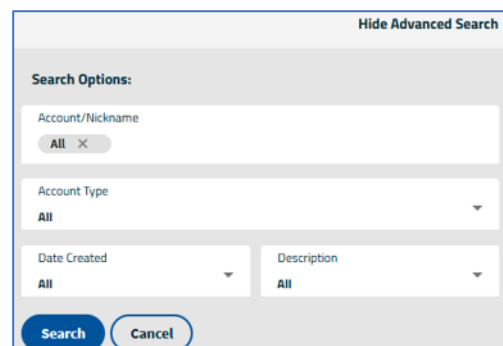 Hide Advanced Search
Search Options:
Account/Nickname
All ×
Account Type
All
Date Created Description
All All
Search Cancel